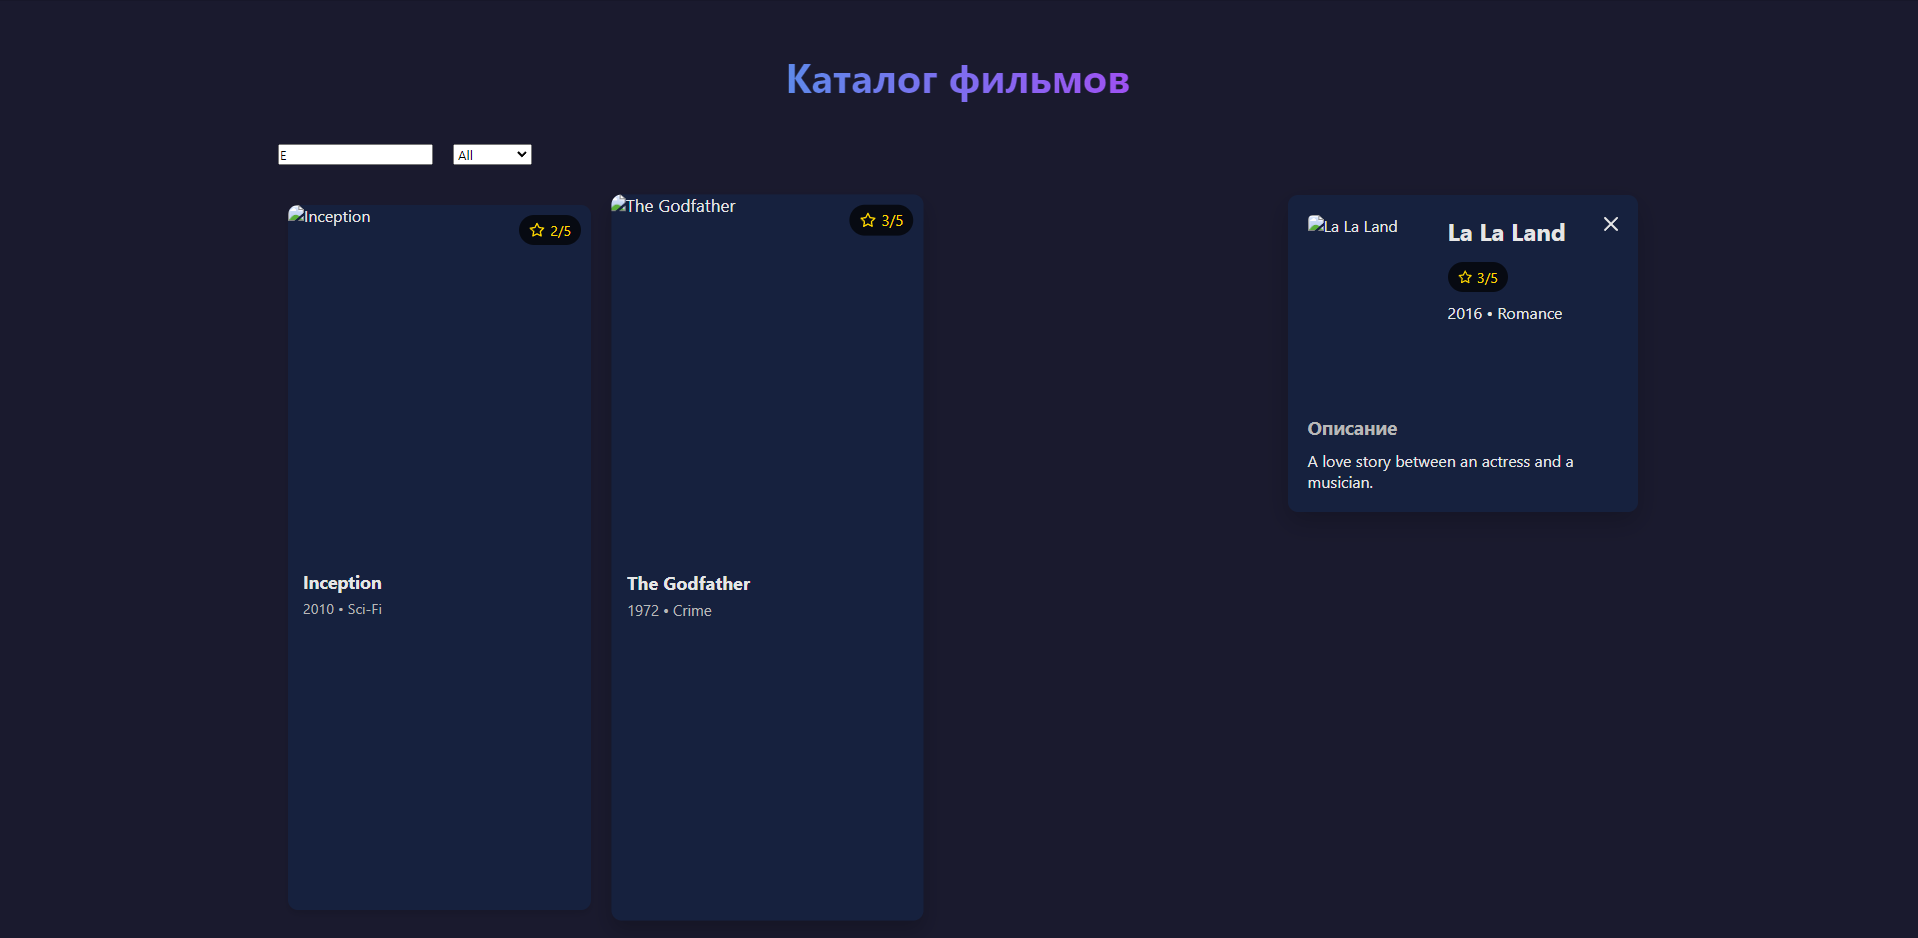 Каталог фильмов
E
All
Inception
2/5
Inception
2010 • Sci-Fi
The Godfather
3/5
The Godfather
1972 • Crime
La La Land
La La Land
3/5
2016 • Romance
Описание
A love story between an actress and a
musician.